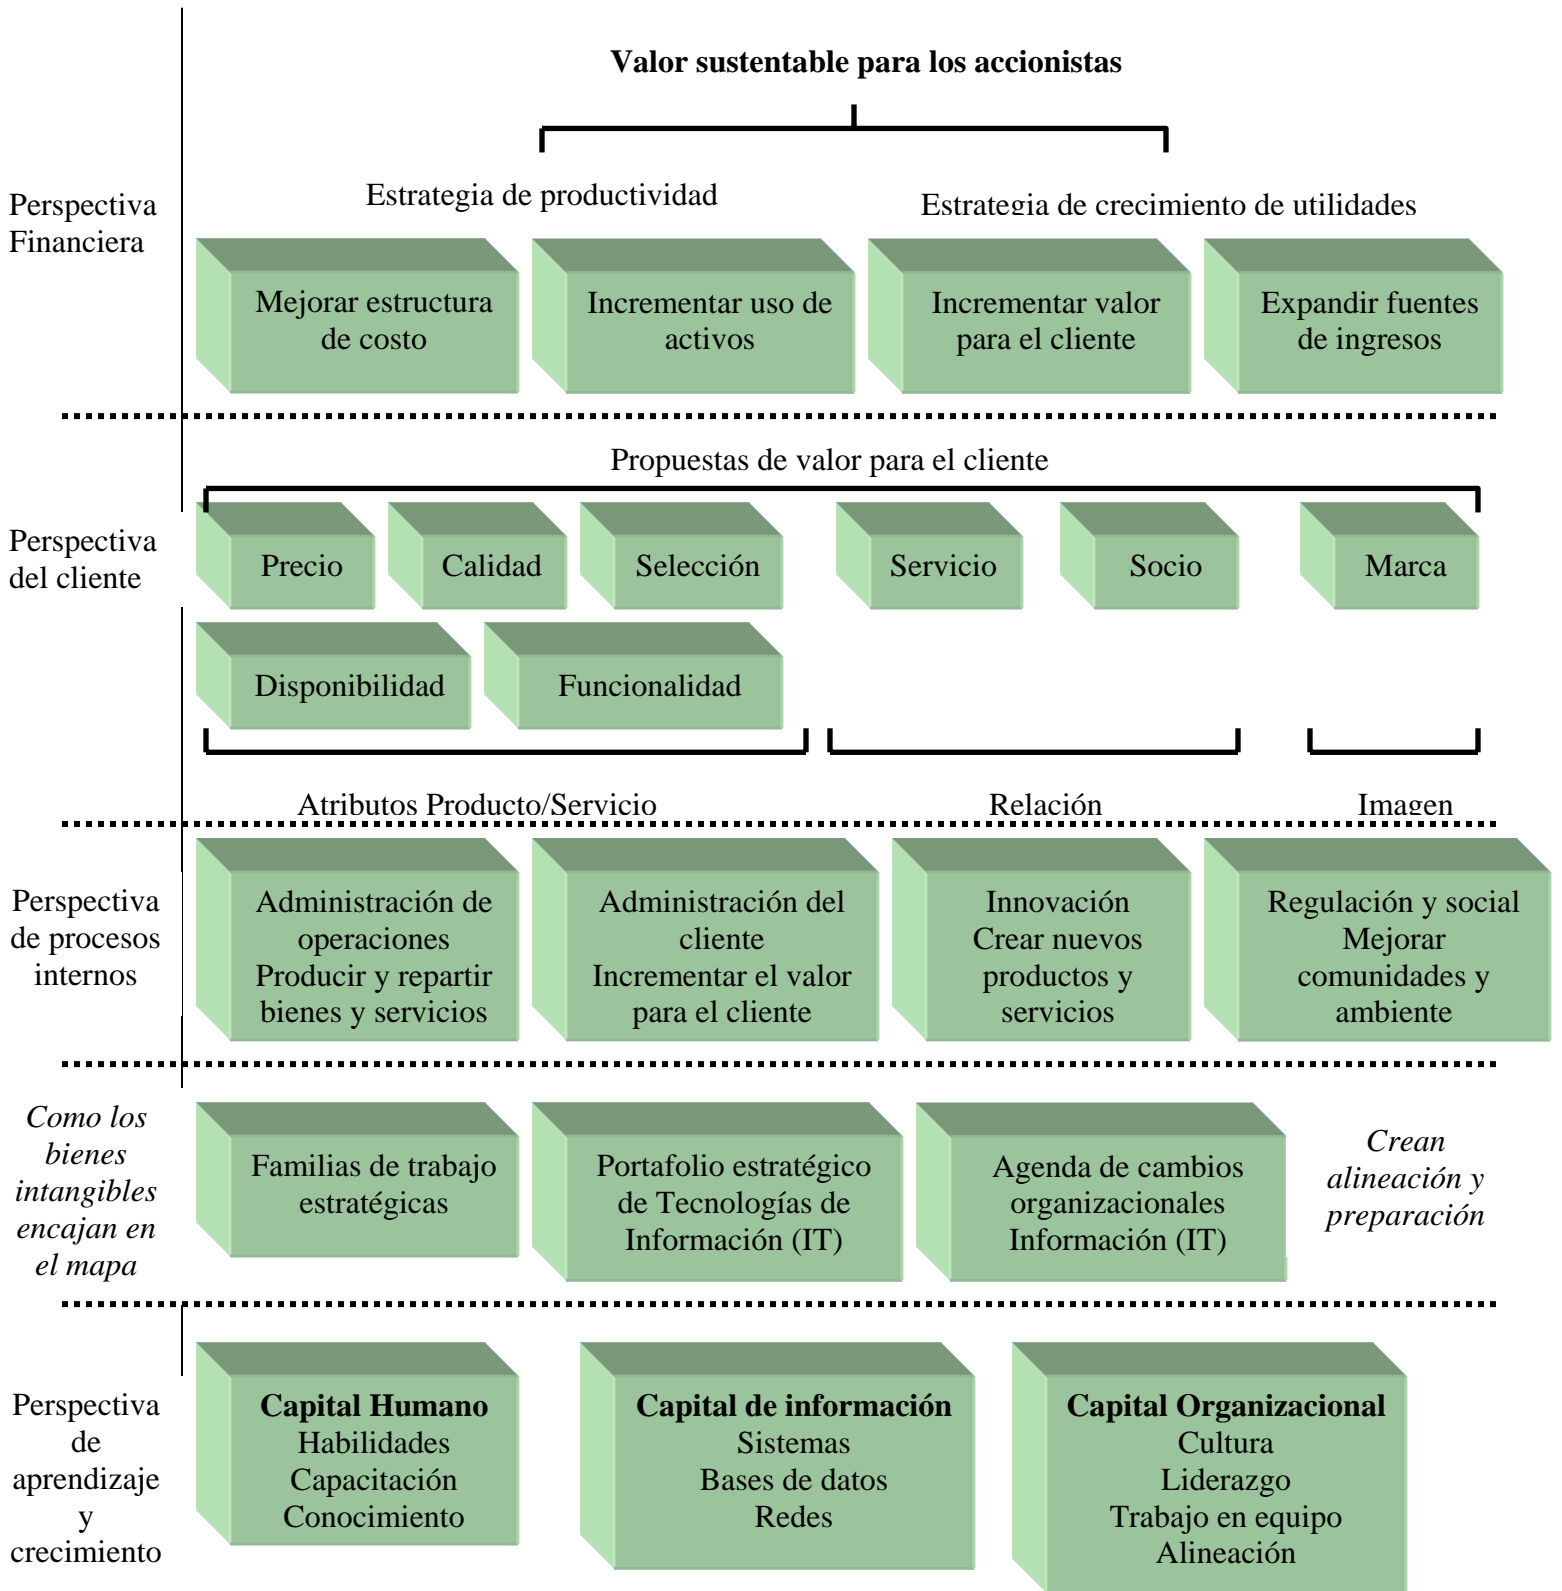 Valor sustentable para los accionistas
Perspectiva
Financiera
Estrategia de productividad
Estrategia de crecimiento de utilidades
Mejorar estructura
de costo
Incrementar uso de
activos
Incrementar valor
para el cliente
Expandir fuentes
de ingresos
Propuestas de valor para el cliente
Perspectiva
del cliente
Precio
Calidad
Selección
Servicio
Socio
Marca
Disponibilidad
Funcionalidad
Atributos Producto/Servicio
Relación
Imagen
Perspectiva
de procesos
internos
Administración de
operaciones
Producir y repartir
bienes y servicios
Administración del
cliente
Incrementar el valor
para el cliente
Innovación
Crear nuevos
productos y
servicios
Regulación y social
Mejorar
comunidades y
ambiente
Como los
bienes
intangibles
encajan en
el mapa
Familias de trabajo
estratégicas
Portafolio estratégico
de Tecnologías de
Información (IT)
Agenda de cambios
organizacionales
Información (IT)
Crean
alineación y
preparación
Perspectiva
de
aprendizaje
y
crecimiento
Capital Humano
Habilidades
Capacitación
Conocimiento
Capital de información
Sistemas
Bases de datos
Redes
Capital Organizacional
Cultura
Liderazgo
Trabajo en equipo
Alineación